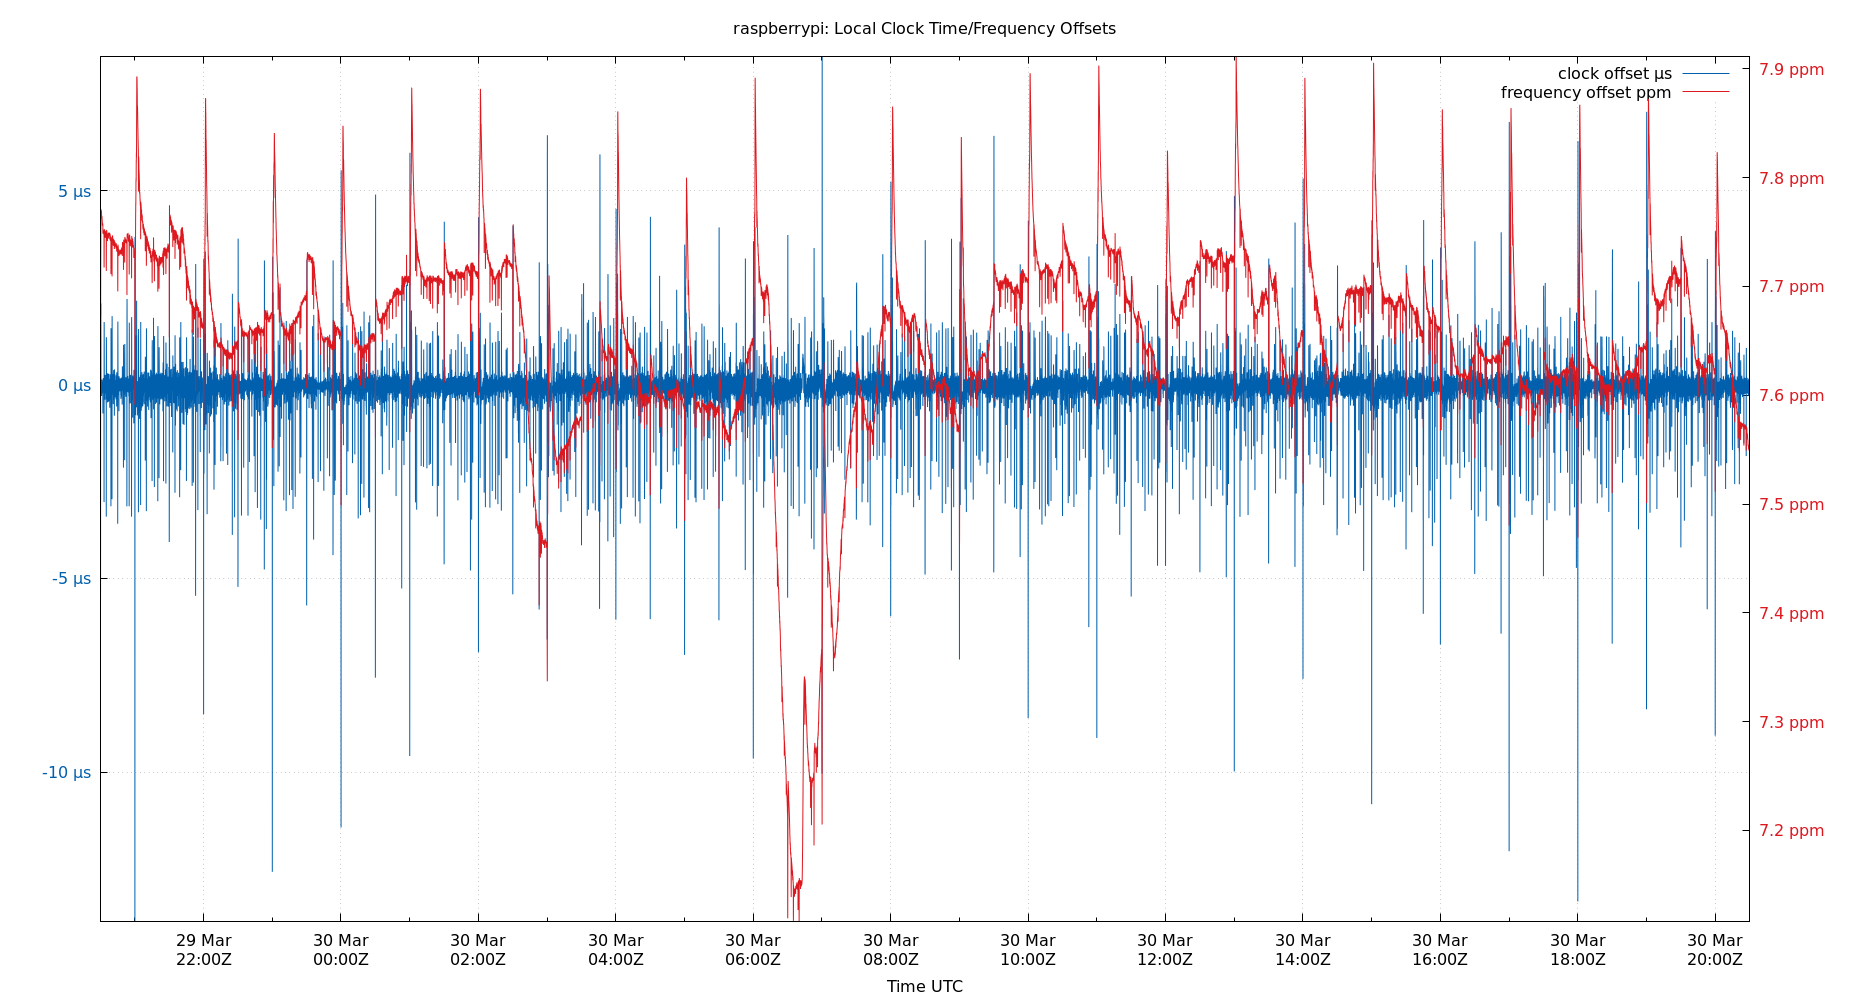 raspberrypi: Local Clock Time/Frequency Offsets
clock offset µs
frequency offset ppm
5 µs
0 µs
-5 µs
-10 µs
7.9 ppm
7.8 ppm
7.7 ppm
7.6 ppm
7.5 ppm
7.4 ppm
7.3 ppm
7.2 ppm
29 Mar
22:00Z
30 Mar
00:00Z
30 Mar
02:00Z
30 Mar
04:00Z
30 Mar
06:00Z
30 Mar
08:00Z
30 Mar
10:00Z
30 Mar
12:00Z
30 Mar
14:00Z
30 Mar
16:00Z
30 Mar
18:00Z
30 Mar
20:00Z
Time UTC